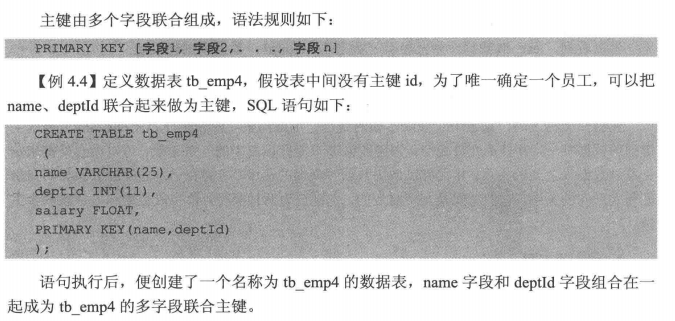 主键由多个字段联合组成，语法规则如下：
PRIMARY KEY [字段1, 字段2,. . ., 字段 n]
【例 4.4】定义数据表 tb_emp4，假设表中间没有主键 id，为了唯一确定一个员工，可以把
name、deptId 联合起来做为主键，SQL 语句如下：
CREATE TABLE tb_emp4
(
name VARCHAR(25),
deptId INT(11),
salary FLOAT,
PRIMARY KEY(name,deptId)
);
语句执行后，便创建了一个名称为 tb_emp4 的数据表，name 字段和 deptId 字段组合在一
起成为 tb_emp4 的多字段联合主键。